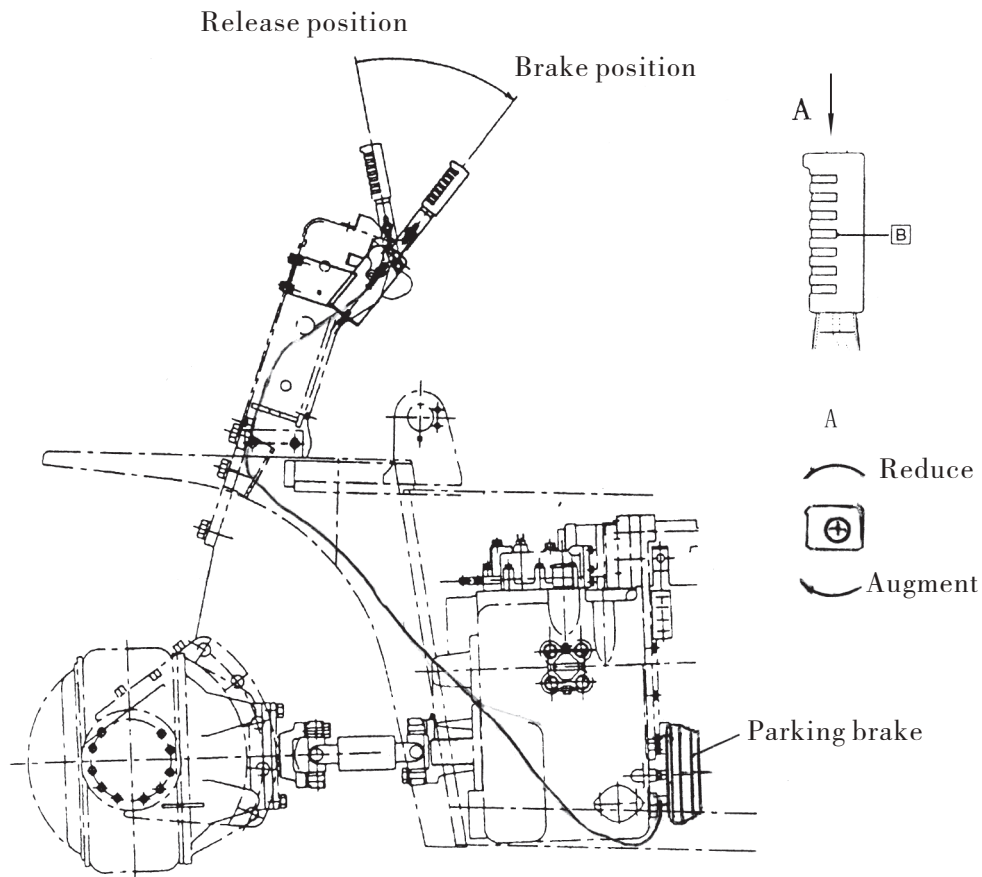 Release position
Brake position
A
B
A
Reduce
Augment
Parking brake